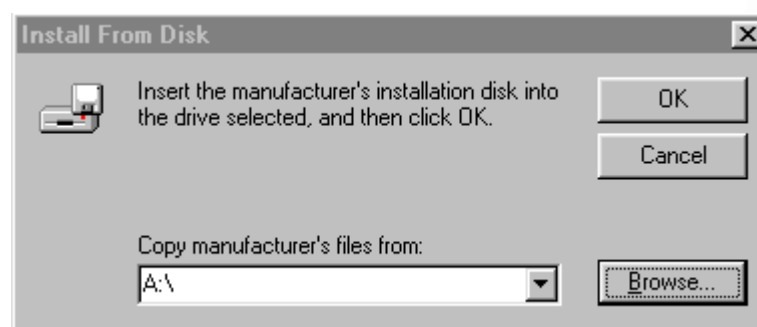 Install From Disk
Insert the manufacturer's installation disk into
the drive selected, and then click OK.
OK
Cancel
Copy manufacturer's files from:
A:\
Browse...